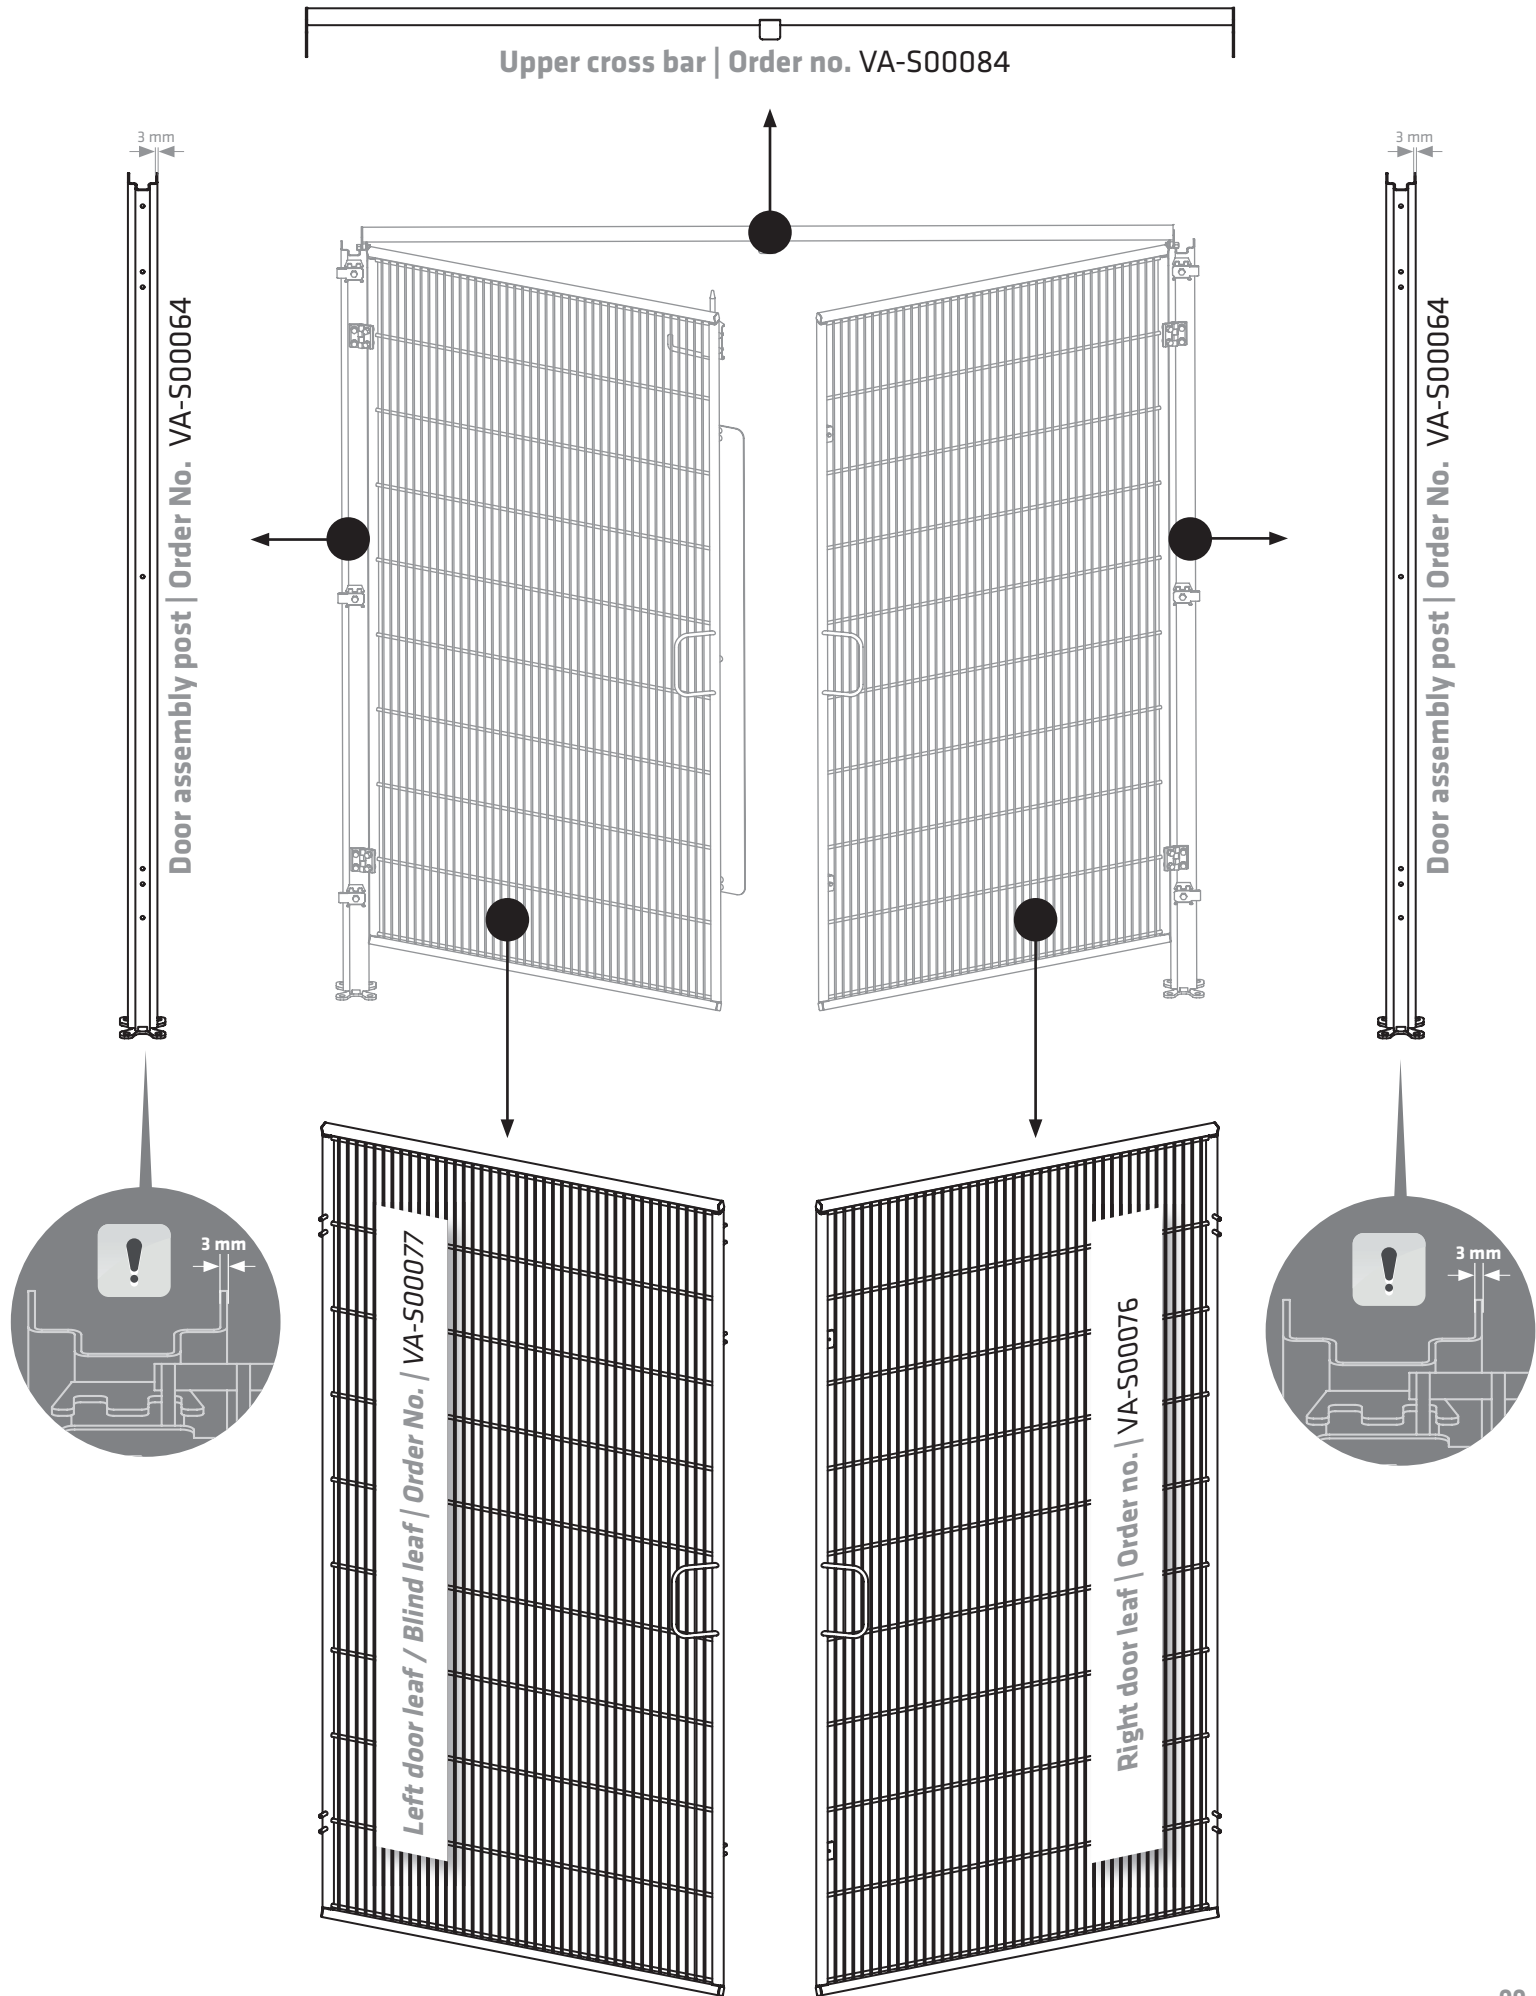 Upper cross bar | Order no. VA-S00084
3 mm
3 mm
Door assembly post | Order No. VA-S00064
Door assembly post | Order No. VA-S00064
3 mm
3 mm
Left door leaf / Blind leaf | Order No. | VA-S00077
Right door leaf | Order no. | VA-S00076